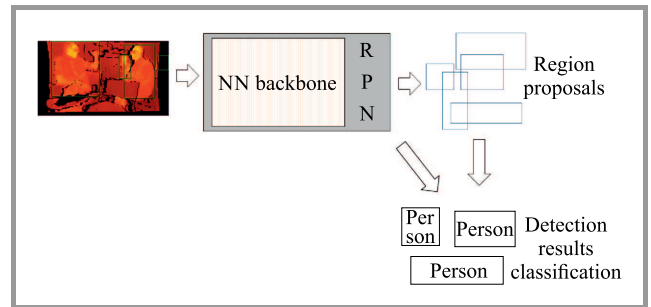 NN backbone
R
P
N
Region
proposals
Per
son
Person
Person
Detection
results
classification